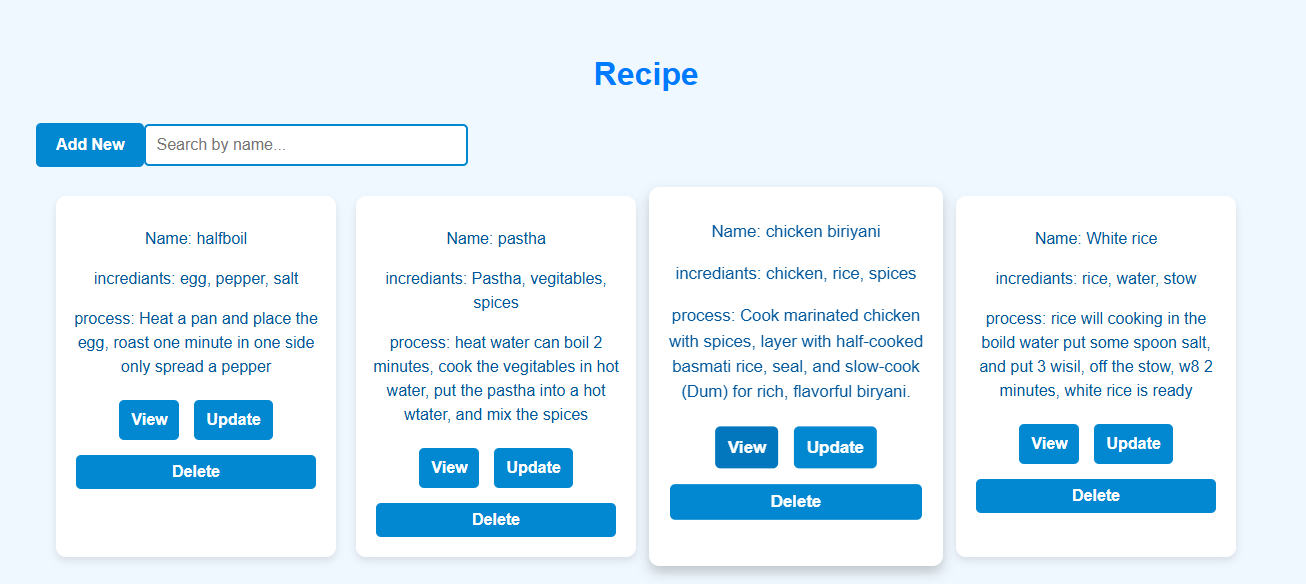 Recipe
Add New
Search by name...
Name: halfboil
incrediants: egg, pepper, salt
process: Heat a pan and place the
egg, roast one minute in one side
only spread a pepper
View
Update
Delete
Name: pastha
incrediants: Pastha, vegitables,
spices
process: heat water can boil 2
minutes, cook the vegitables in hot
water, put the pastha into a hot
wtater, and mix the spices
View
Update
Delete
Name: chicken biriyani
incrediants: chicken, rice, spices
process: Cook marinated chicken
with spices, layer with half-cooked
basmati rice, seal, and slow-cook
(Dum) for rich, flavorful biryani.
View
Update
Delete
Name: White rice
incrediants: rice, water, stow
process: rice will cooking in the
boild water put some spoon salt,
and put 3 wisil, off the stow, w8 2
minutes, white rice is ready
View
Update
Delete